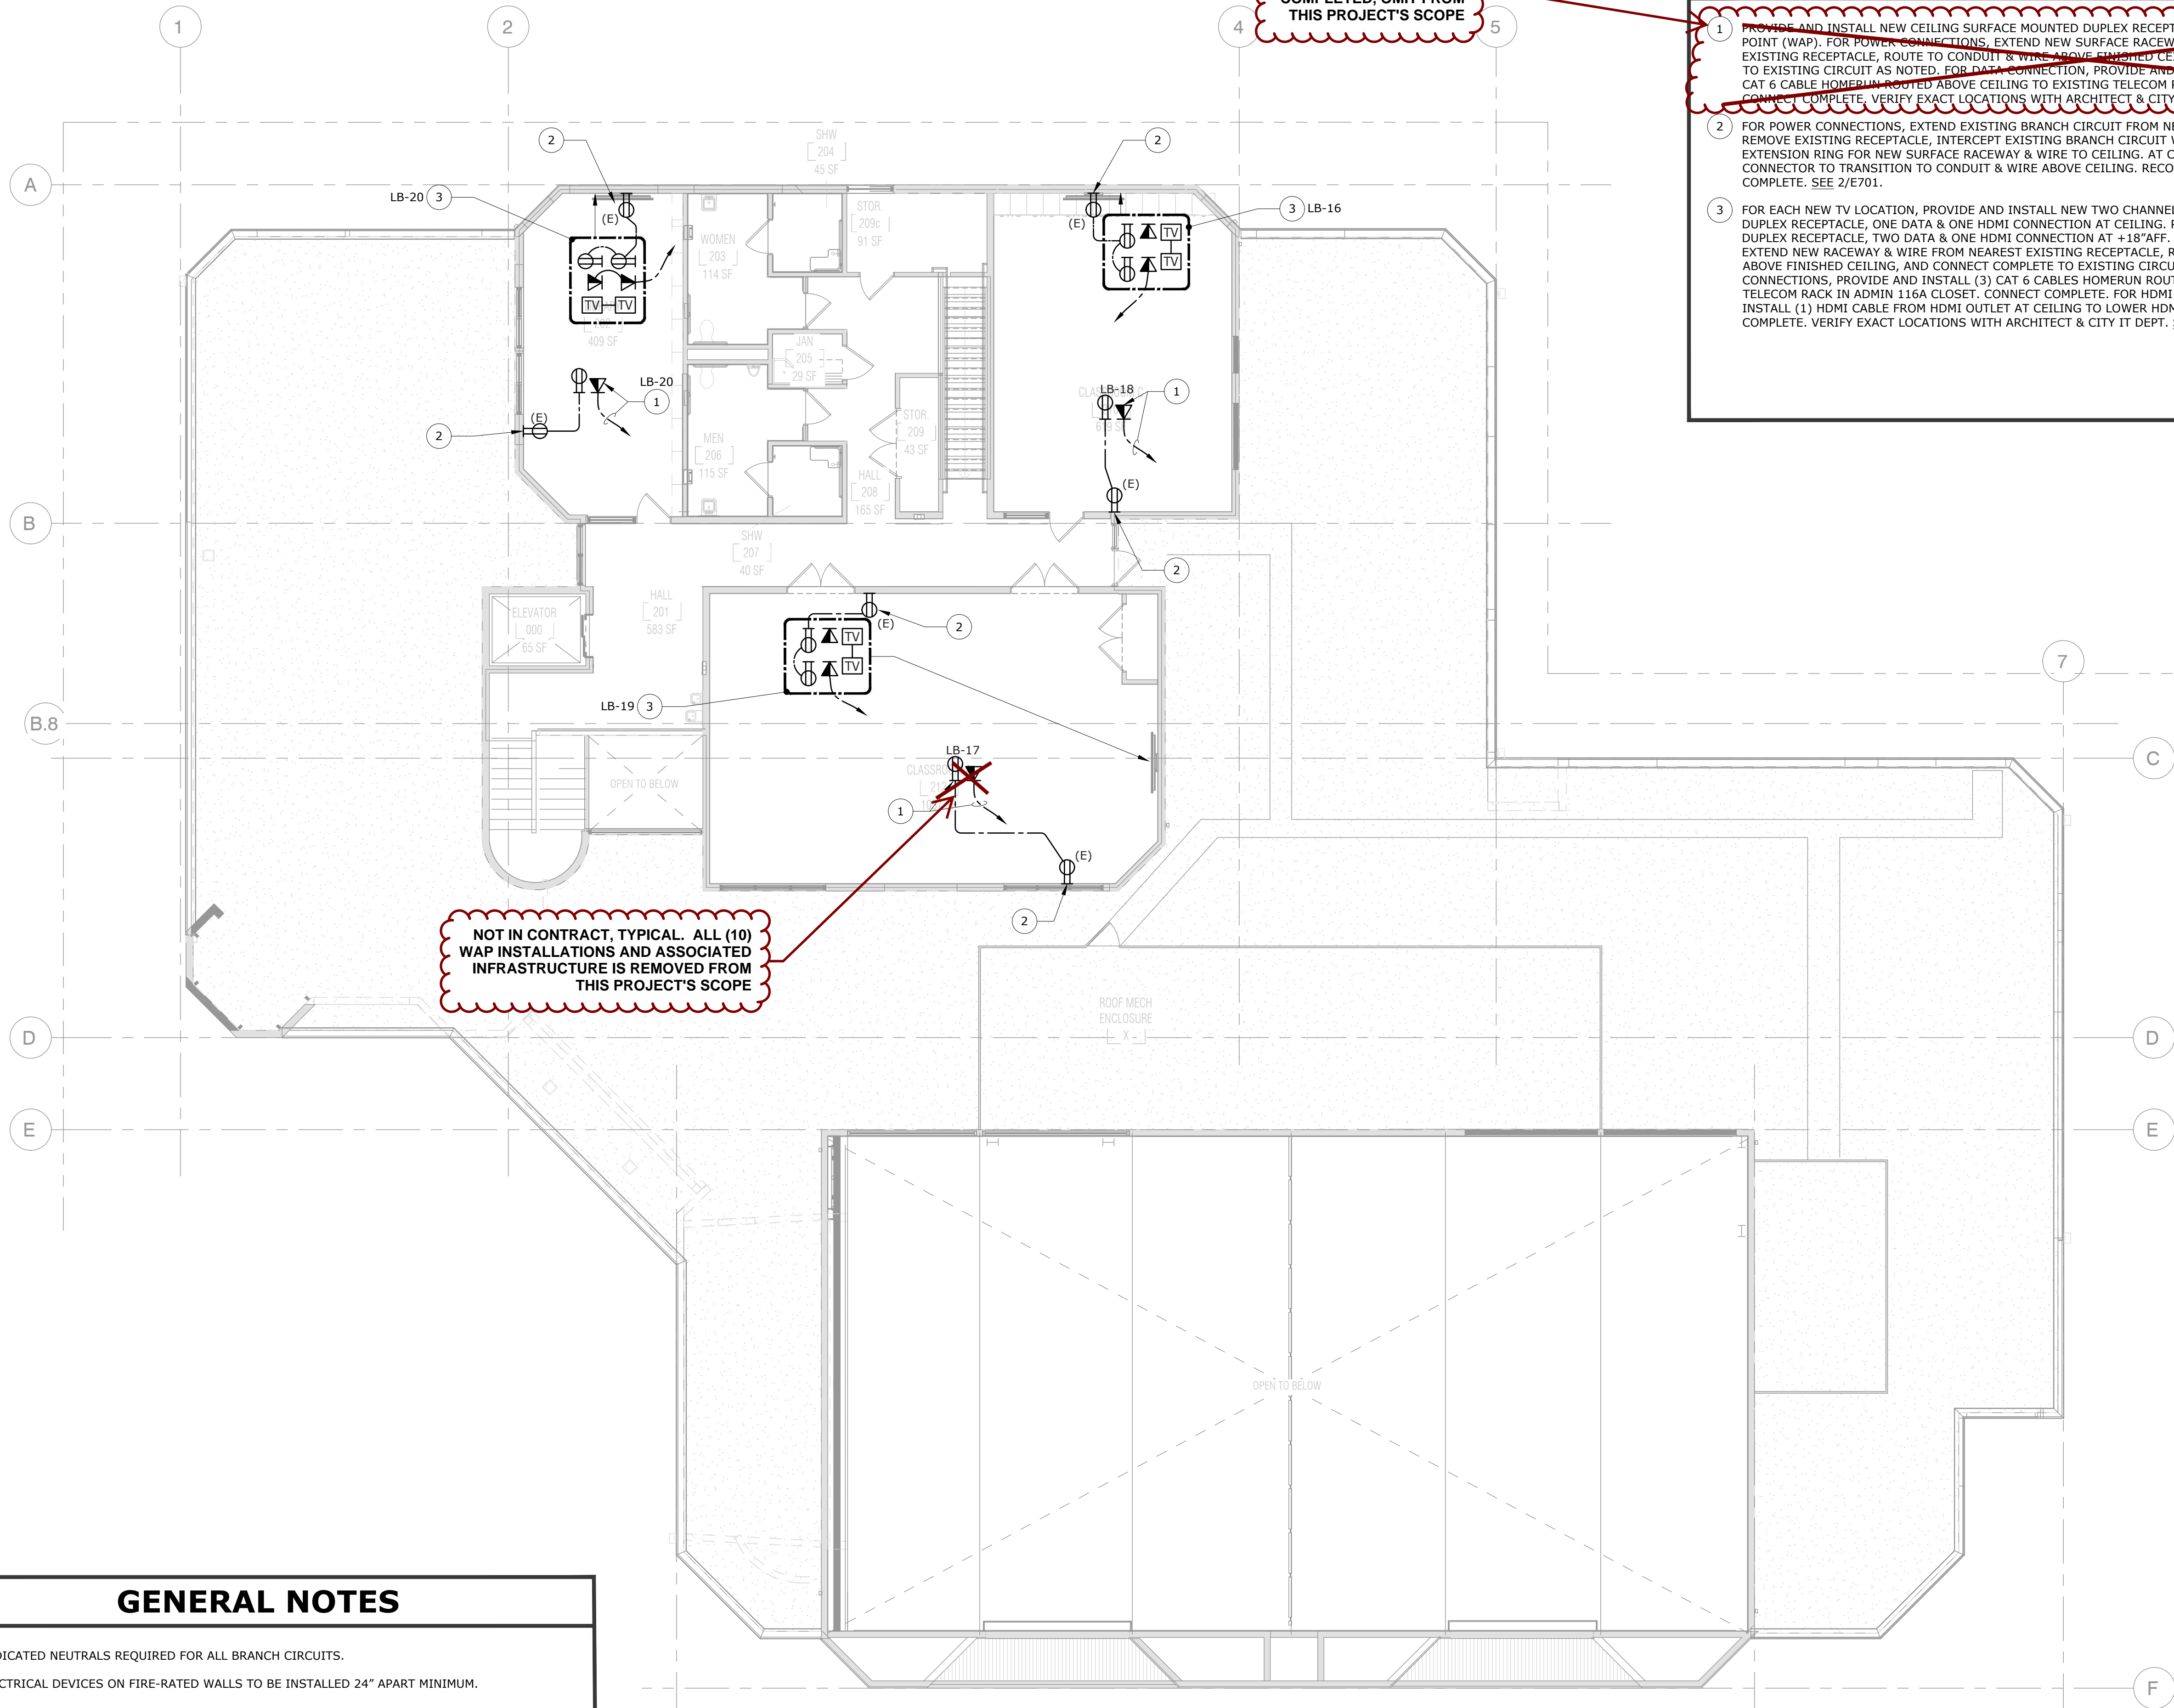 1
2
4
5
COMPLETED, OMIT FROM
THIS PROJECT'S SCOPE
1 PROVIDE AND INSTALL NEW CEILING SURFACE MOUNTED DUPLEX
POINT (WAP). FOR POWER CONNECTIONS, EXTEND NEW SURFACE
EXISTING RECEPTACLE, ROUTE TO CONDUIT & WIRE ABOVE FINISHED
TO EXISTING CIRCUIT AS NOTED. FOR DATA CONNECTION, PROVIDE AND
CAT 6 CABLE HOMERUN ROUTED ABOVE CEILING TO EXISTING TELECOM
CONNECT COMPLETE. VERIFY EXACT LOCATIONS WITH ARCHITECT & CITY
2 FOR POWER CONNECTIONS, EXTEND EXISTING BRANCH CIRCUIT FROM
REMOVE EXISTING RECEPTACLE, INTERCEPT EXISTING BRANCH CIRCUIT
EXTENSION RING FOR NEW SURFACE RACEWAY & WIRE TO CEILING. AT
CONNECTOR TO TRANSITION TO CONDUIT & WIRE ABOVE CEILING.
COMPLETE. SEE 2/E701.
3 FOR EACH NEW TV LOCATION, PROVIDE AND INSTALL NEW TWO CHANNEL
DUPLEX RECEPTACLE, ONE DATA & ONE HDMI CONNECTION AT CEILING.
DUPLEX RECEPTACLE, TWO DATA & ONE HDMI CONNECTION AT +18"AFF.
EXTEND NEW RACEWAY & WIRE FROM NEAREST EXISTING RECEPTACLE,
ABOVE FINISHED CEILING, AND CONNECT COMPLETE TO EXISTING
CONNECTIONS, PROVIDE AND INSTALL (3) CAT 6 CABLES HOMERUN
TELECOM RACK IN ADMIN 116A CLOSET. CONNECT COMPLETE. FOR HDMI
INSTALL (1) HDMI CABLE FROM HDMI OUTLET AT CEILING TO LOWER
COMPLETE. VERIFY EXACT LOCATIONS WITH ARCHITECT & CITY IT DEPT.
2
SHW
204
45 SF
2
A
LB-20 3
(E)
STOR.
209c
91 SF
(E)
3 LB-16
WOMEN
203
114 SF
TV
TV
TV TV
409 SF
JAN
205
29 SF
LB-20
1
(E)
2
LB-18
1
STOR.
209
43 SF
MEN
206
115 SF
HALL
208
165 SF
(E)
B
SHW
207
40 SF
2
HALL
201
583 SF
ELEVATOR
000
65 SF
(E)
2
TV
TV
7
LB-19 3
B.8
LB-17
C
OPEN TO BELOW
1
(E)
2
NOT IN CONTRACT, TYPICAL. ALL (10)
WAP INSTALLATIONS AND ASSOCIATED
INFRASTRUCTURE IS REMOVED FROM
THIS PROJECT'S SCOPE
ROOF MECH
ENCLOSURE
X
D
D
E
E
OPEN TO BELOW
GENERAL NOTES
NEUTRALS REQUIRED FOR ALL BRANCH CIRCUITS.
DEVICES ON FIRE-RATED WALLS TO BE INSTALLED 24" APART MINIMUM.
F